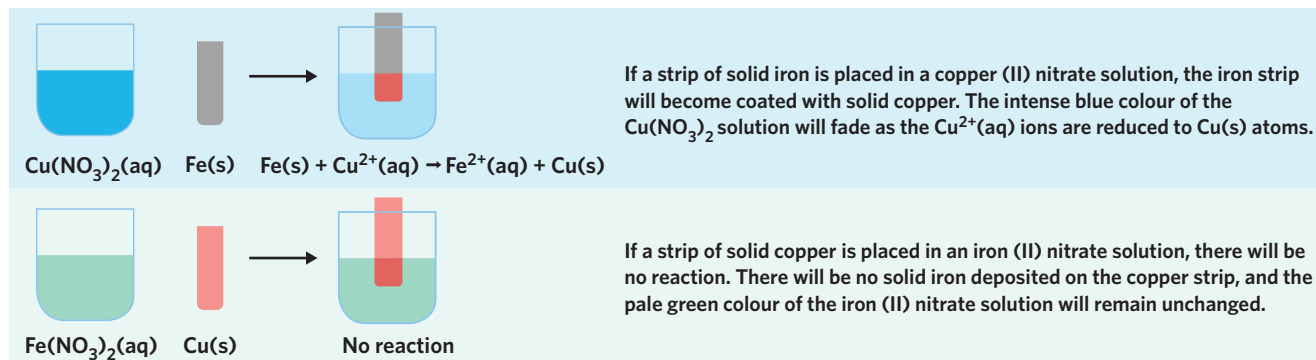 If a strip of solid iron is placed in a copper (II) nitrate solution, the iron strip
will become coated with solid copper. The intense blue colour of the
Cu(NO₃)₂ solution will fade as the Cu²⁺(aq) ions are reduced to Cu(s) atoms.
Cu(NO₃)₂(aq) Fe(s) Fe(s) + Cu²⁺(aq) → Fe²⁺(aq) + Cu(s)
If a strip of solid copper is placed in an iron (II) nitrate solution, there will be
no reaction. There will be no solid iron deposited on the copper strip, and the
pale green colour of the iron (II) nitrate solution will remain unchanged.
Fe(NO₃)₂(aq) Cu(s) No reaction